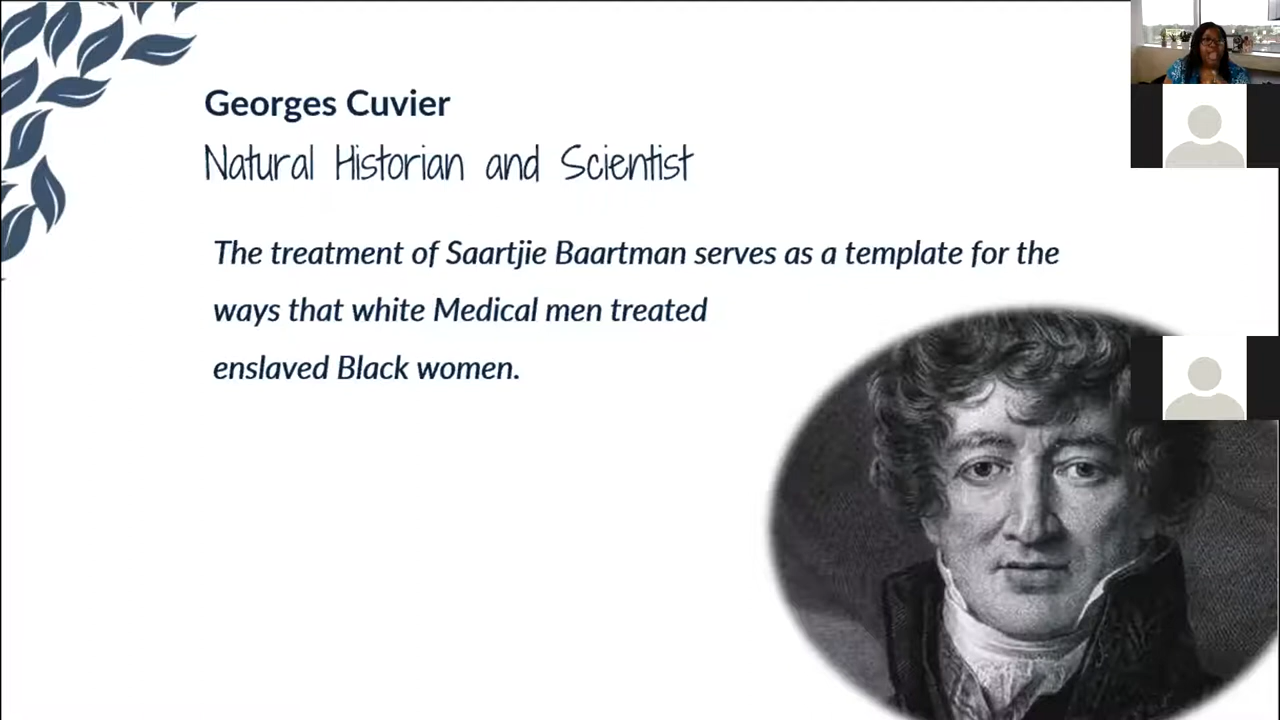 Georges Cuvier
Natural Historian and Scientist
The treatment of Saartjie Baartman serves as a template for the
ways that white Medical men treated
enslaved Black women.